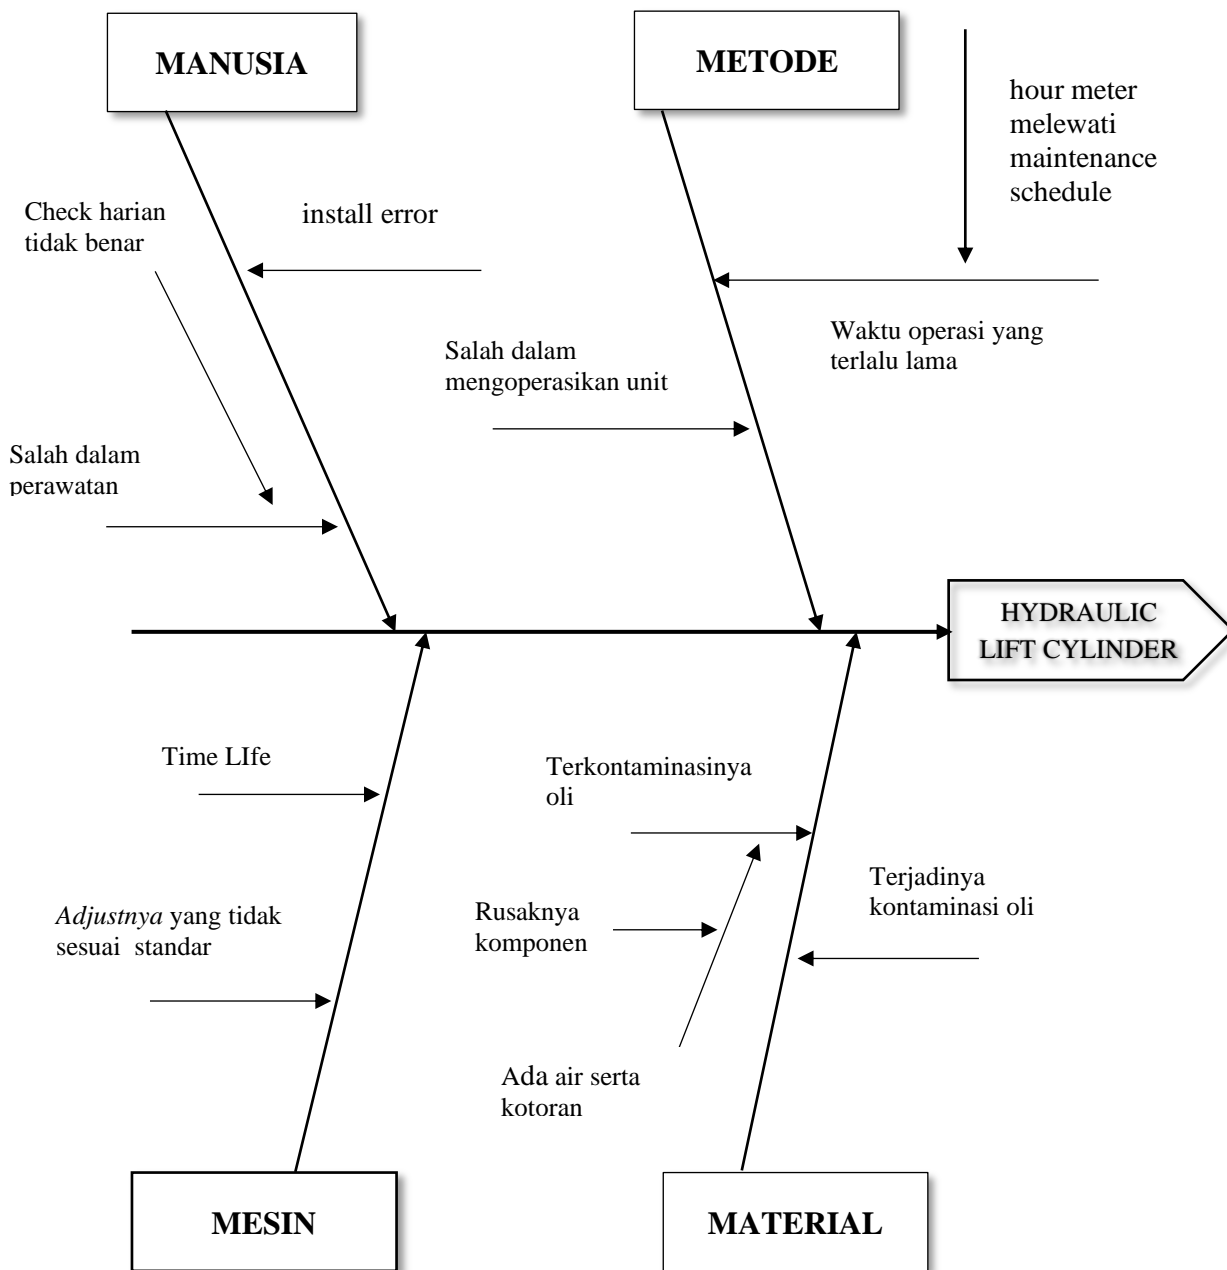 MANUSIA
METODE
hour meter
melewati
maintenance
schedule
Check harian
tidak benar
install error
Waktu operasi yang
terlalu lama
Salah dalam
mengoperasikan unit
Salah dalam
perawatan
HYDRAULIC
LIFT CYLINDER
Time LIfe
Terkontaminasinya
oli
Adjustnya yang tidak
sesuai standar
Rusaknya
komponen
Terjadinya
kontaminasi oli
Ada air serta
kotoran
MESIN
MATERIAL